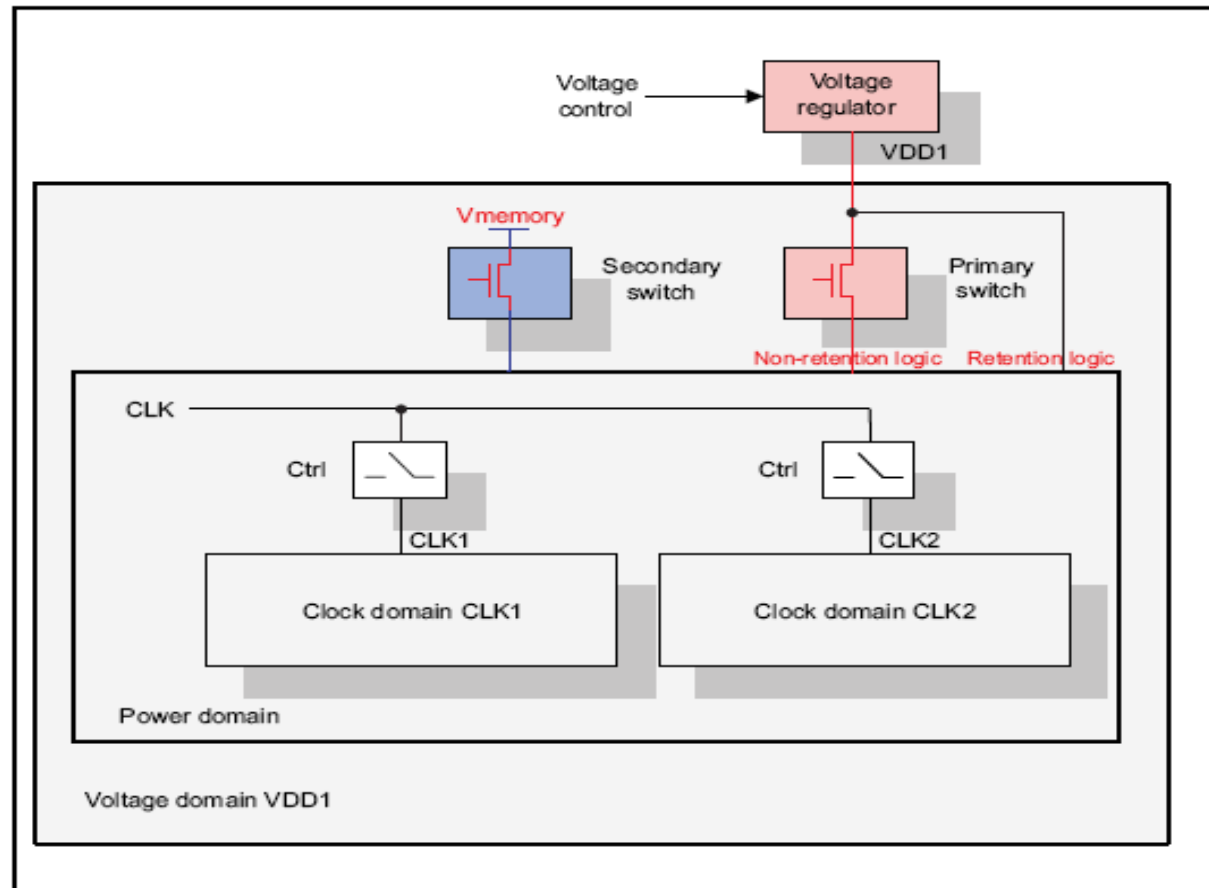 Voltage
control
Voltage
regulator
VDD1
Vmemory
Secondary
switch
Primary
switch
Non-retention logic
Retention logic
CLK
Ctrl
Ctrl
CLK1
CLK2
Clock domain CLK1
Clock domain CLK2
Power domain
Voltage domain VDD1